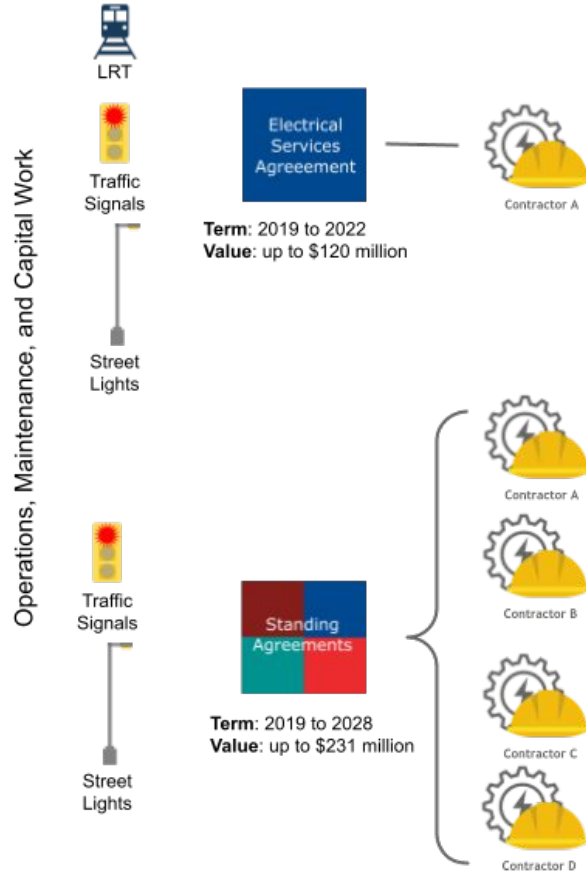 Operations, Maintenance, and Capital Work
LRT
Traffic
Signals
Street
Lights
Electrical
Services
Agreeement
Term: 2019 to 2022
Value: up to $120 million
Contractor A
Traffic
Signals
Street
Lights
Standing
Agreements
Term: 2019 to 2028
Value: up to $231 million
Contractor A
Contractor B
Contractor C
Contractor D